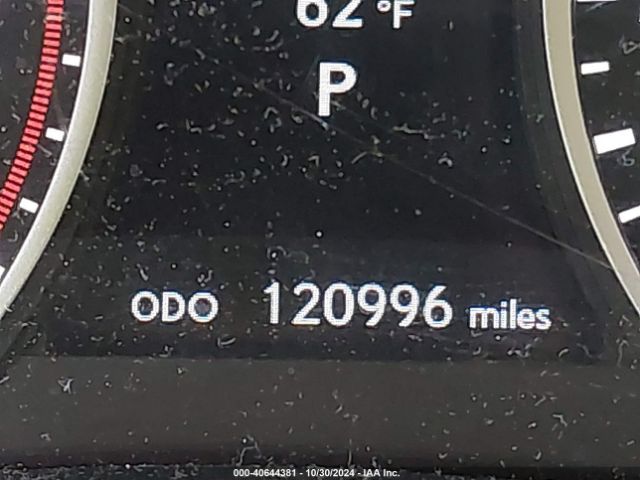 62 °F
P
ODO 120996 miles
000-40644381 - 10/30/2024 - IAA Inc.